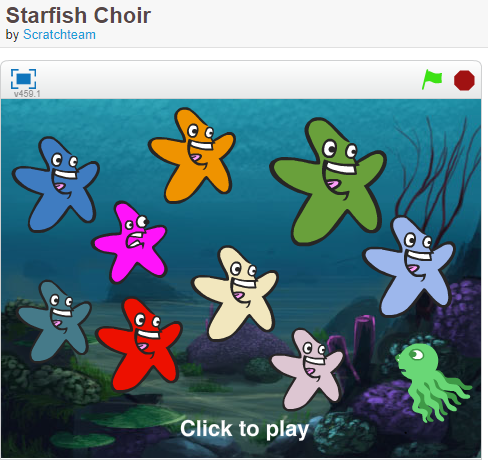 Starfish Choir
by Scratchteam
v459.1
Click to play